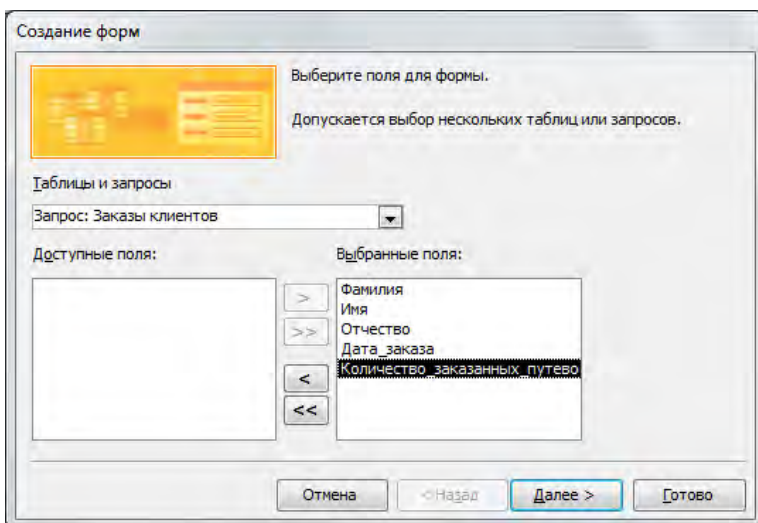 Создание форм
Выберите поля для формы.
Допускается выбор нескольких таблиц или запросов.
Таблицы и запросы
Запрос: Заказы клиентов
Доступные поля:
Выбранные поля:
>
>>
<
<<
Фамилия
Имя
Отчество
Дата_заказа
Количество_заказанных_путево
Отмена
< Назад
Далее >
Готово